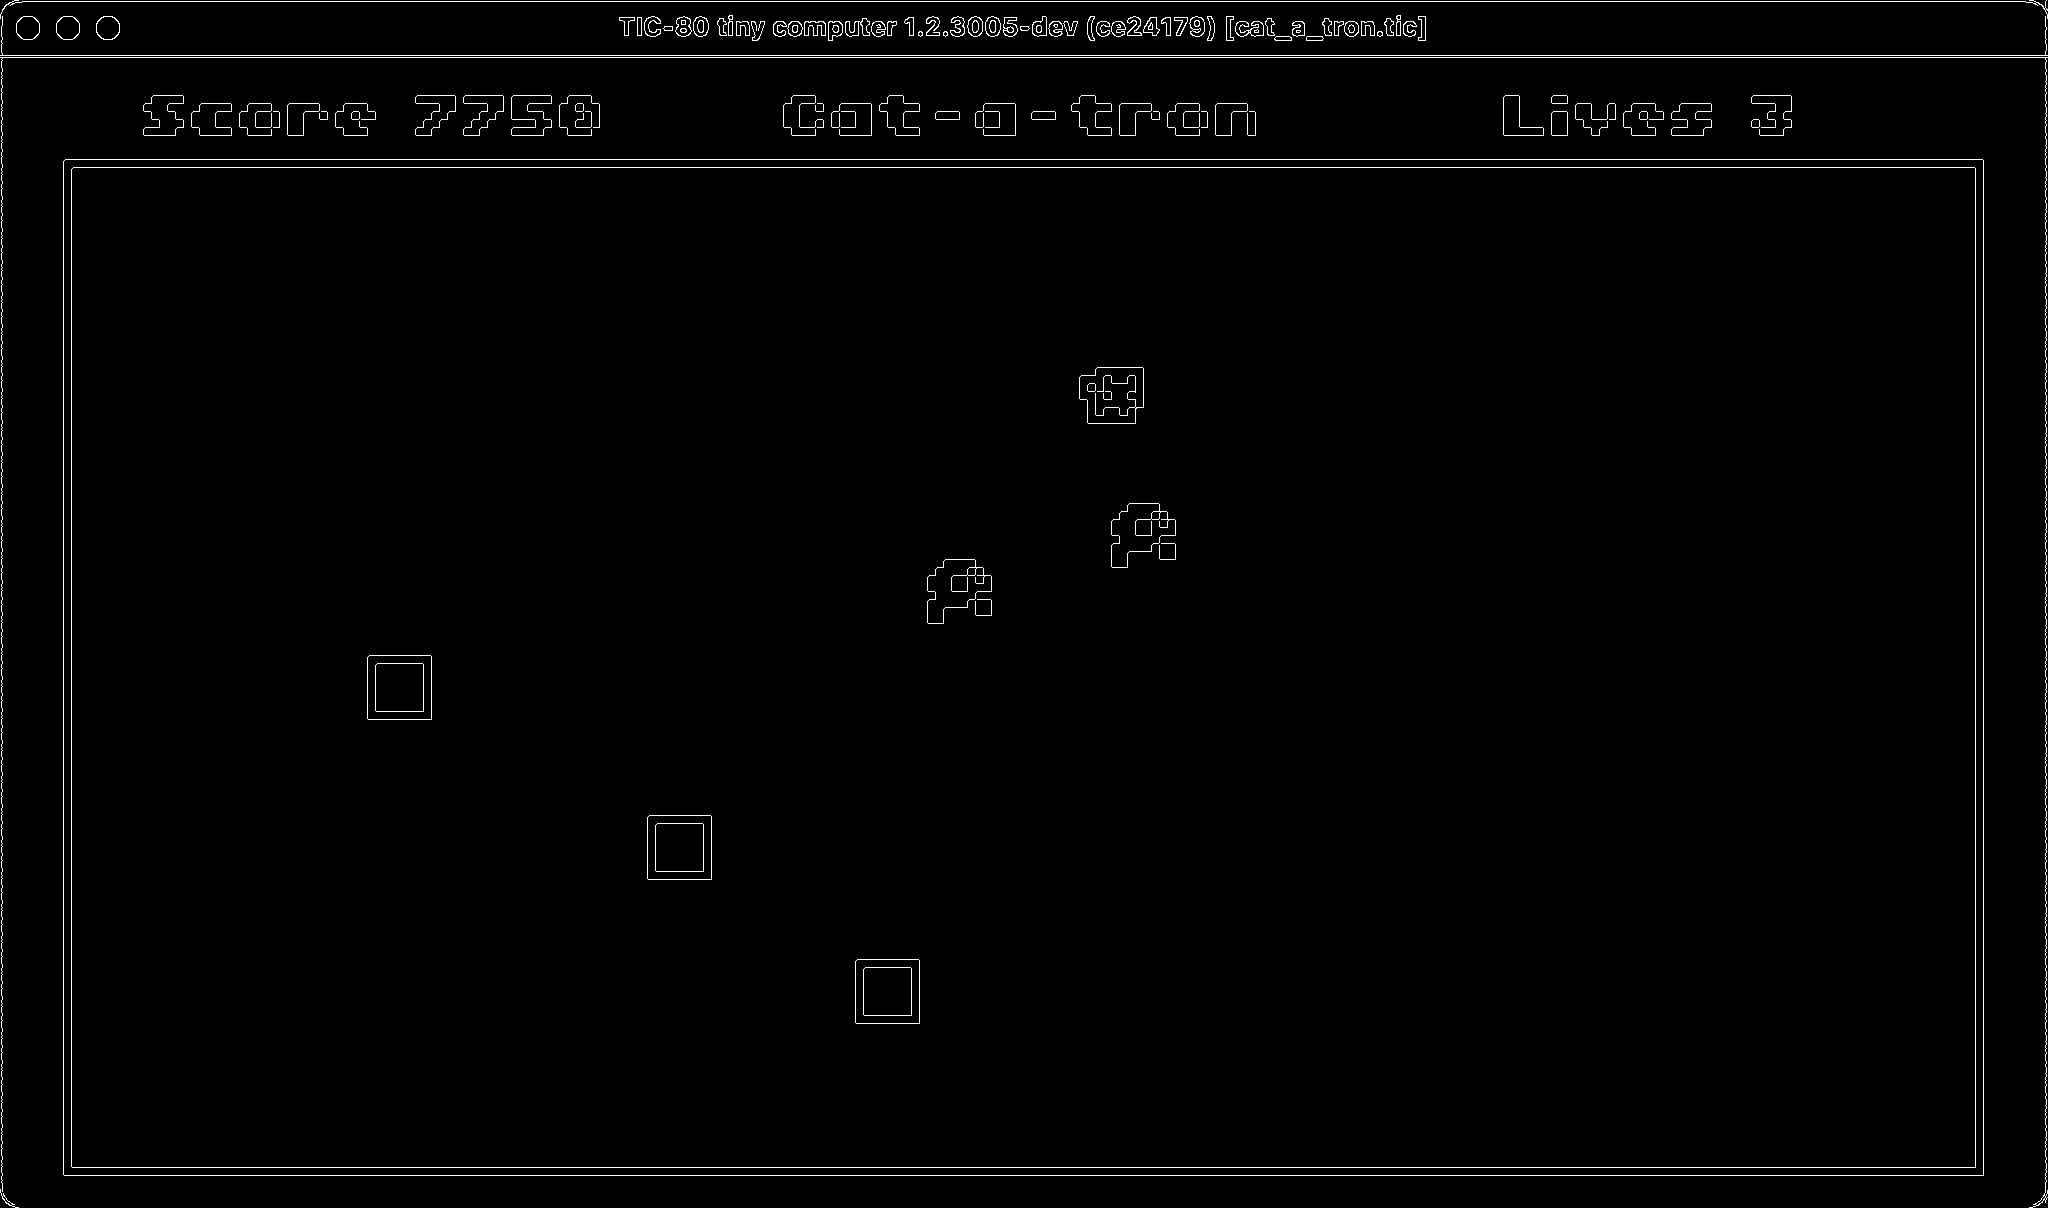 TIC-80 tiny computer 1.2.3005-dev (ce24179) [cat_a_tron.tic]
Score 7750 Cat-a-tron Lives 3